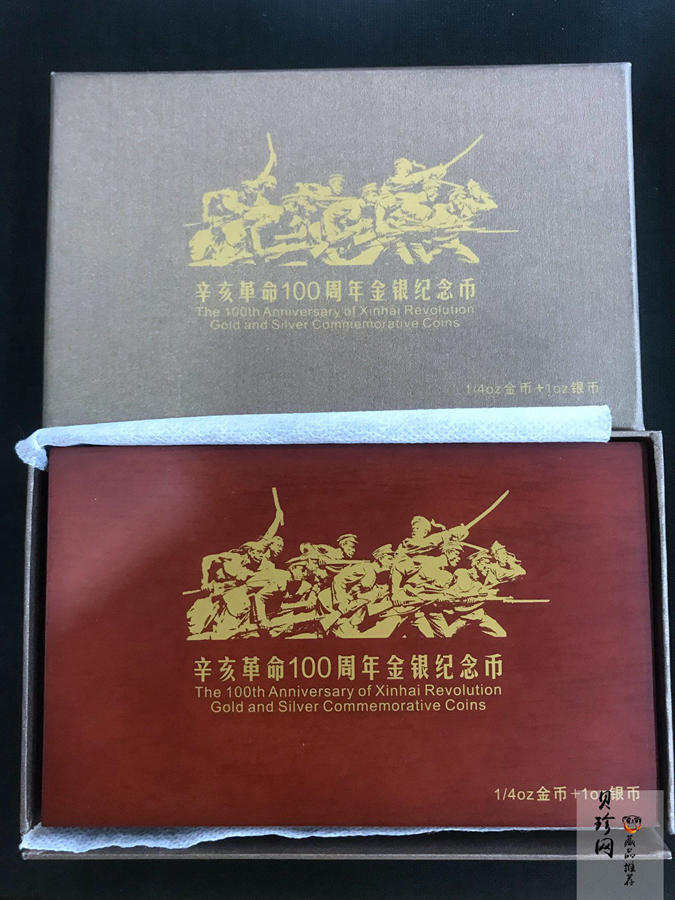 辛亥革命100周年金银纪念币
The 100th Anniversary of Xinhai Revolution
Gold and Silver Commemorative Coins
1/4oz金币+1oz银币
辛亥革命100周年金银纪念币
The 100th Anniversary of Xinhai Revolution
Gold and Silver Commemorative Coins
1/4oz金币+1oz银币
贝珍网
藏品推荐